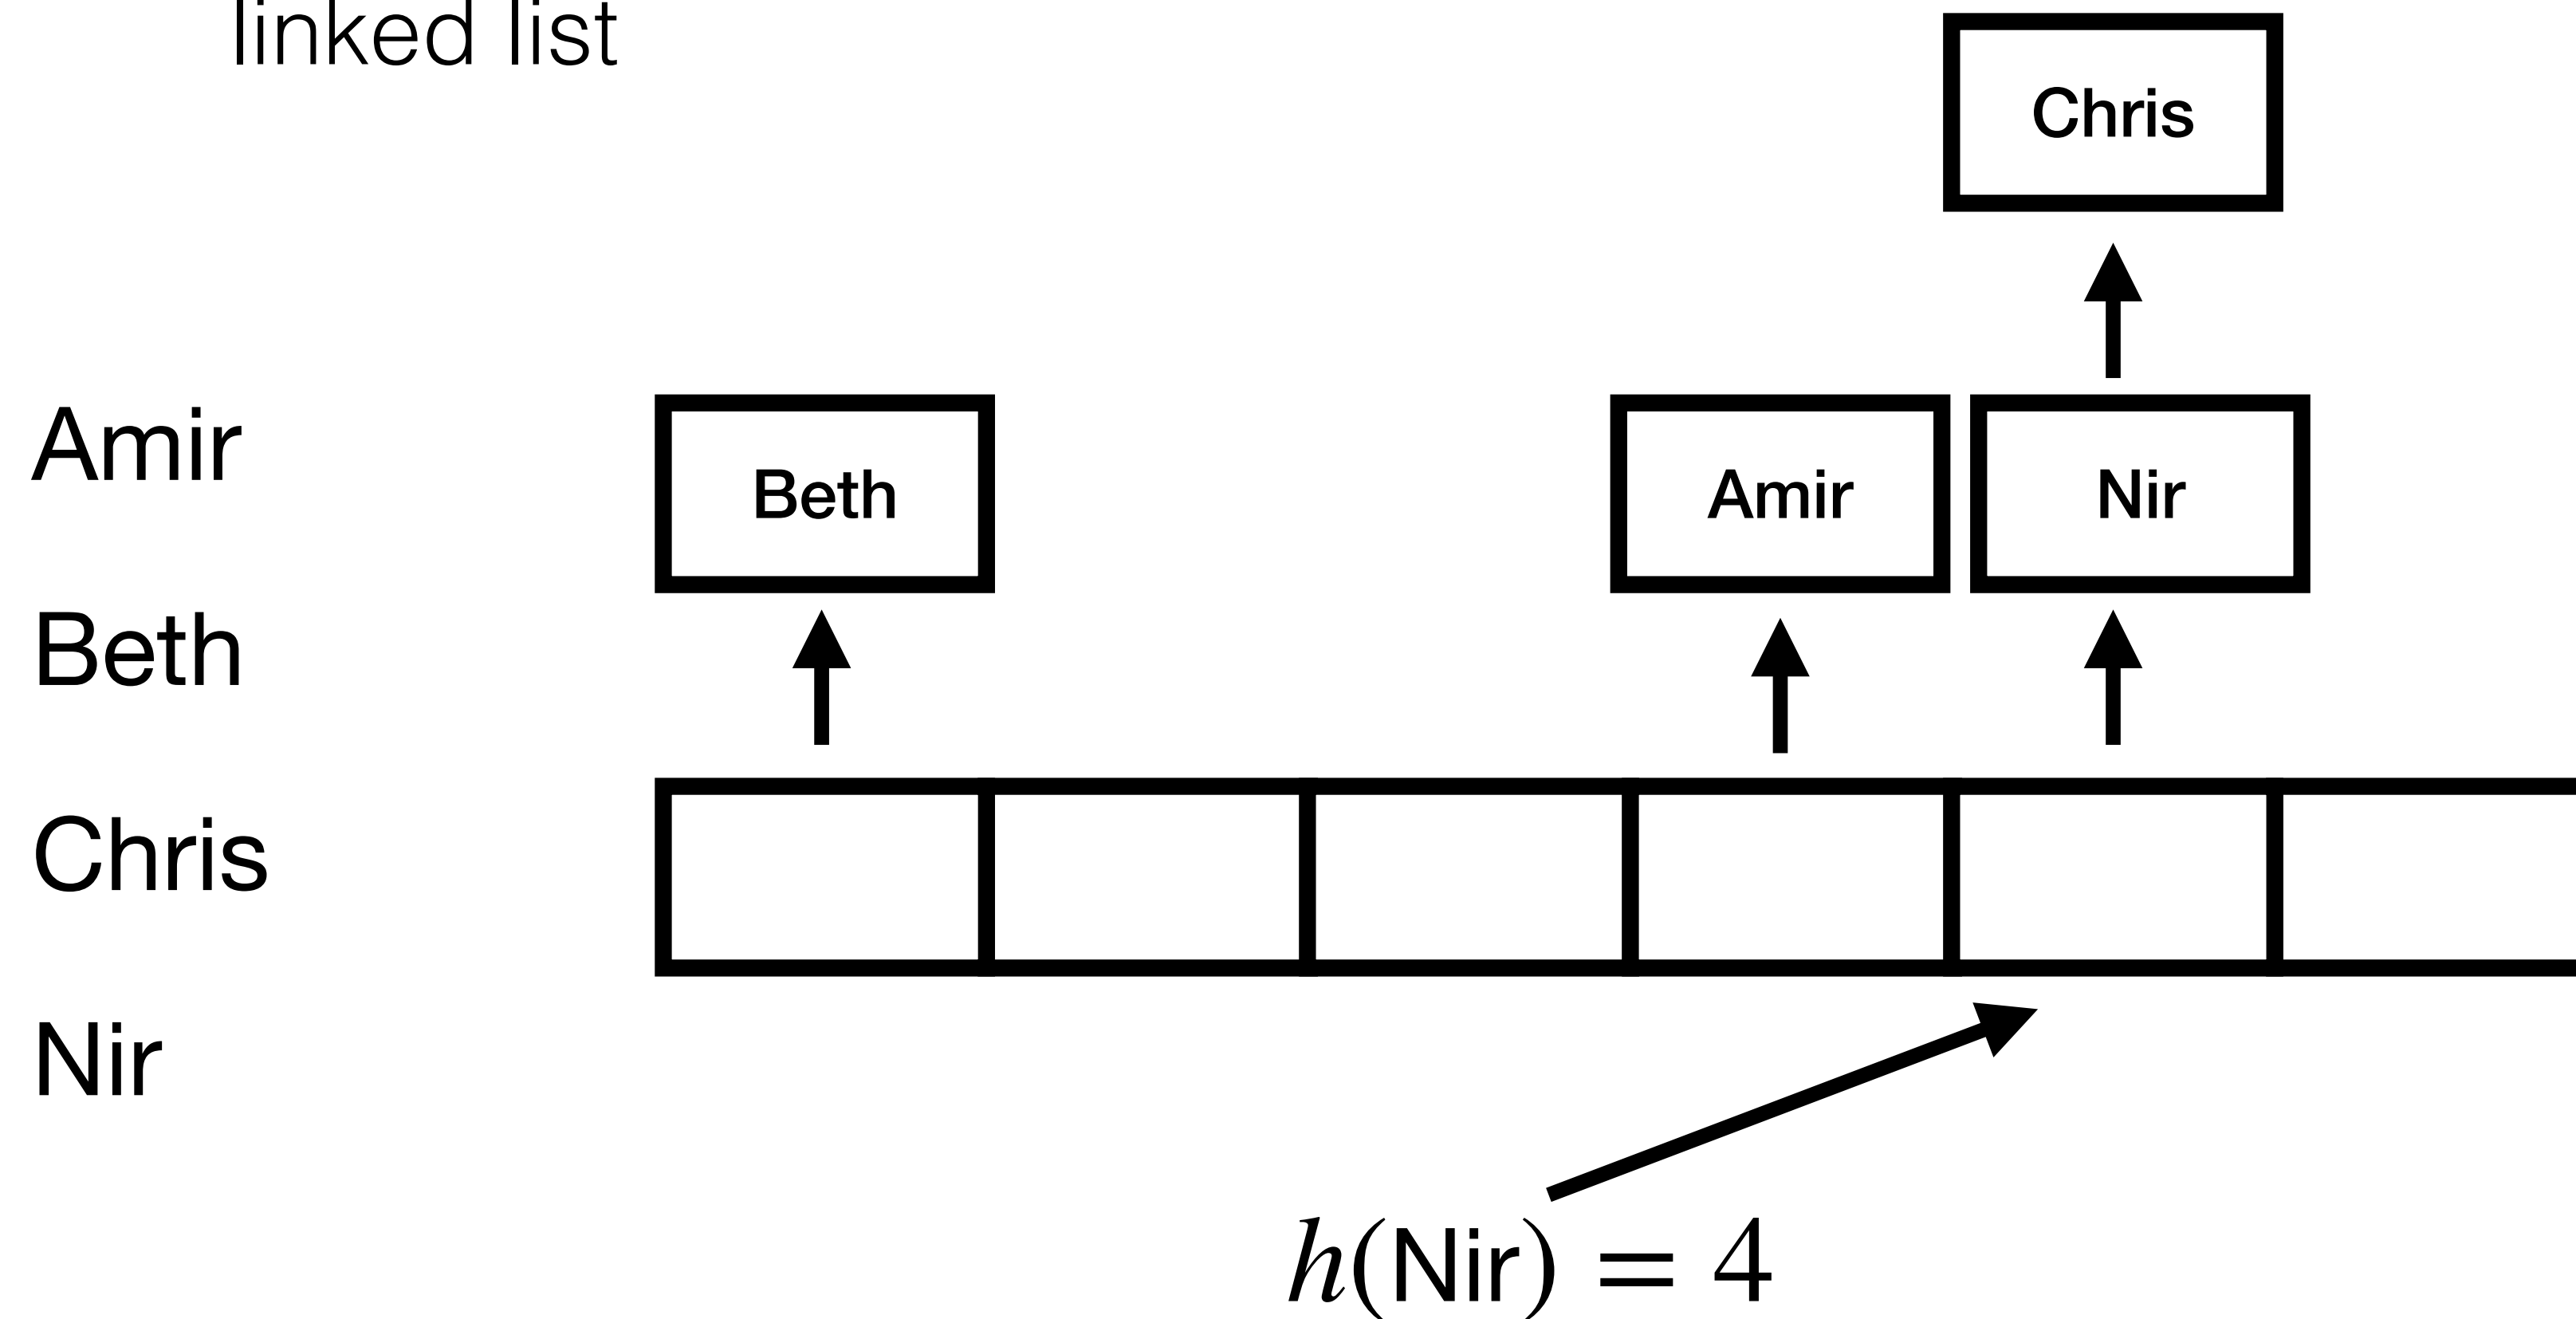 linked list
Chris
Amir
Beth
Amir
Nir
Beth
Chris
Nir
h(Nir) = 4